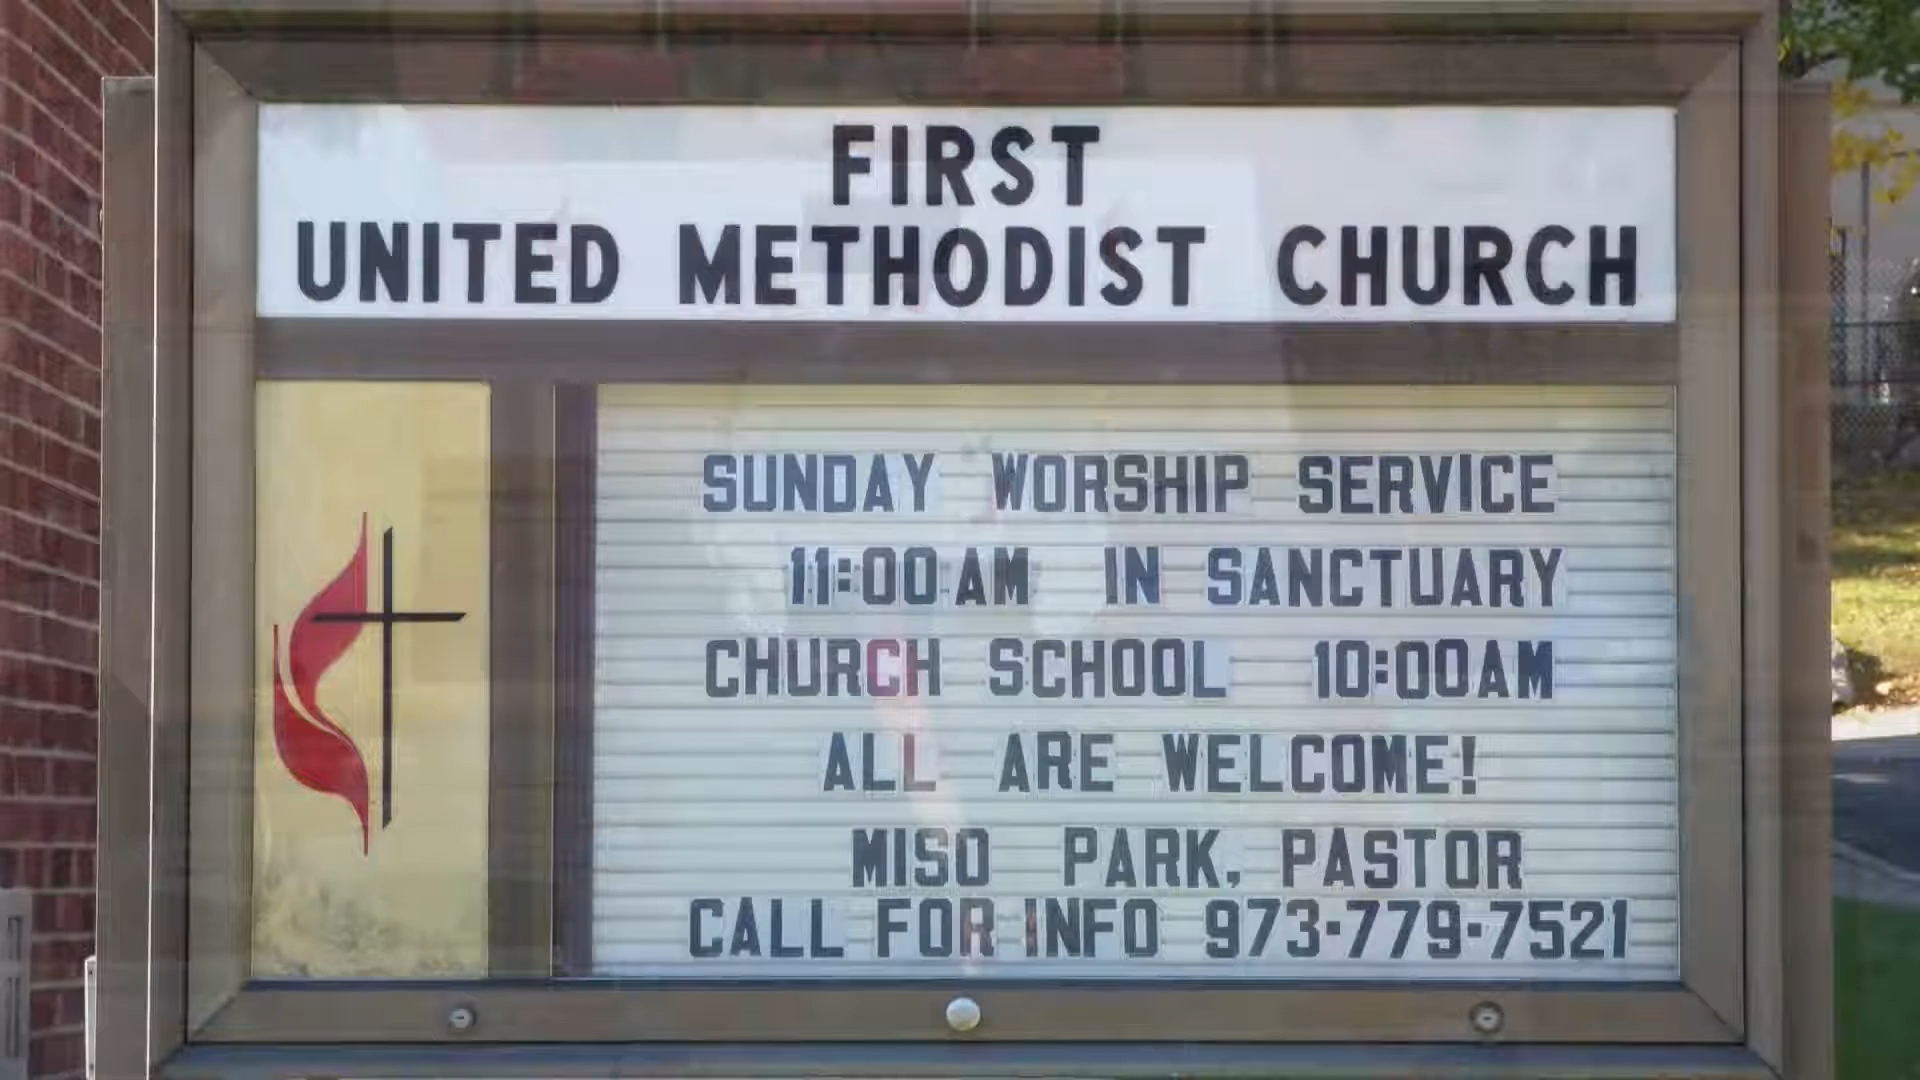 FIRST
UNITED METHODIST CHURCH
SUNDAY WORSHIP SERVICE
11:00AM IN SANCTUARY
CHURCH SCHOOL 10:00AM
ALL ARE WELCOME!
MISO PARK, PASTOR
CALL FOR INFO 973-779-7521